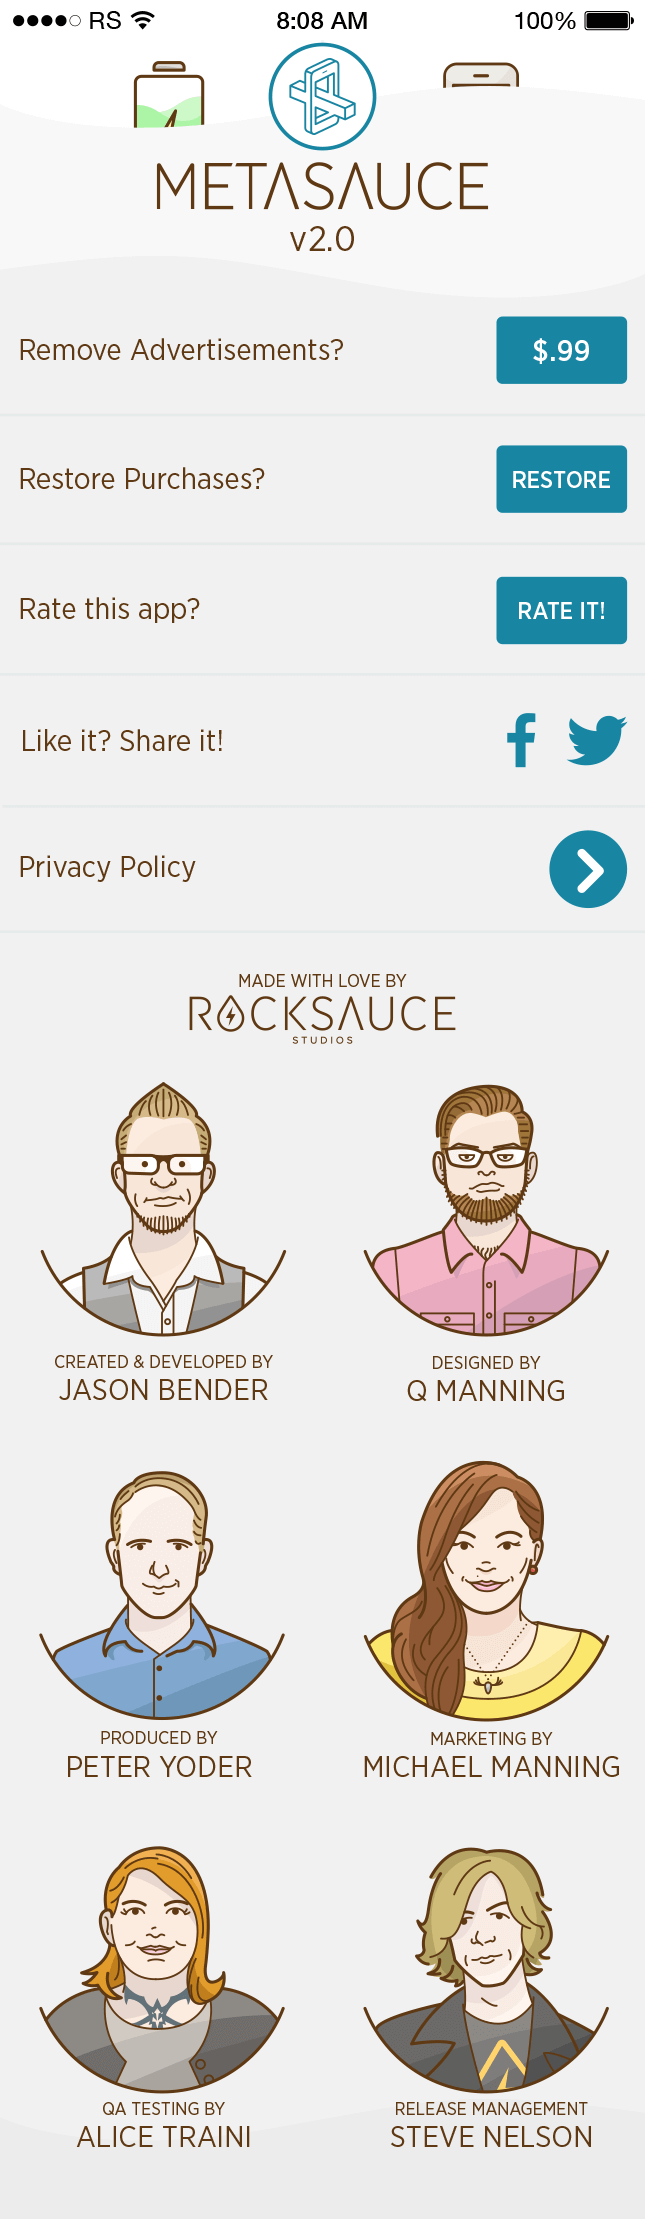 RS 8:08 AM 100%
METASAUCE
v2.0
Remove Advertisements? $.99
Restore Purchases? RESTORE
Rate this app? RATE IT!
Like it? Share it!
Privacy Policy
MADE WITH LOVE BY
ROCKSAUCE
STUDIOS
CREATED & DEVELOPED BY
JASON BENDER
DESIGNED BY
Q MANNING
PRODUCED BY
PETER YODER
MARKETING BY
MICHAEL MANNING
QA TESTING BY
ALICE TRAINI
RELEASE MANAGEMENT
STEVE NELSON